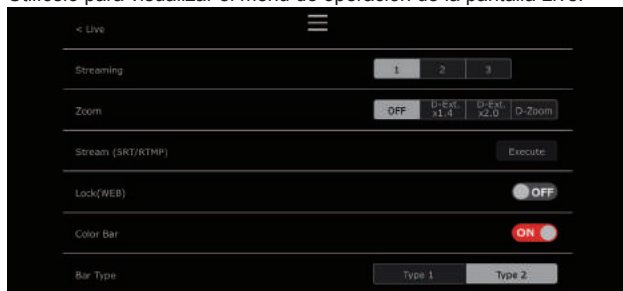 Utilícelo para visualizar el menú de operación de la pantalla Live.
< Live
Streaming 1 2 3
Zoom OFF D-Ext. x1.4 D-Ext. x2.0 D-Zoom
Stream (SRT/RTMP) Execute
Lock(WEB) OFF
Color Bar ON
Bar Type Type 1 Type 2